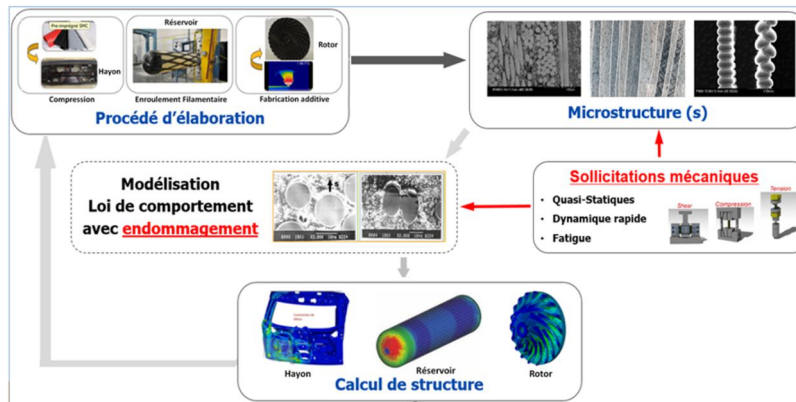 Pre-imprégné SMC
Hayon
Compression
Réservoir
Enroulement Filamentaire
Rotor
Fabrication additive
Procédé d'élaboration
Microstructure (s)
Modélisation
Loi de comportement
avec endommagement
Sollicitations mécaniques
• Quasi-Statiques
• Dynamique rapide
• Fatigue
Shear
Compression
Tension
Hayon
Réservoir
Rotor
Calcul de structure